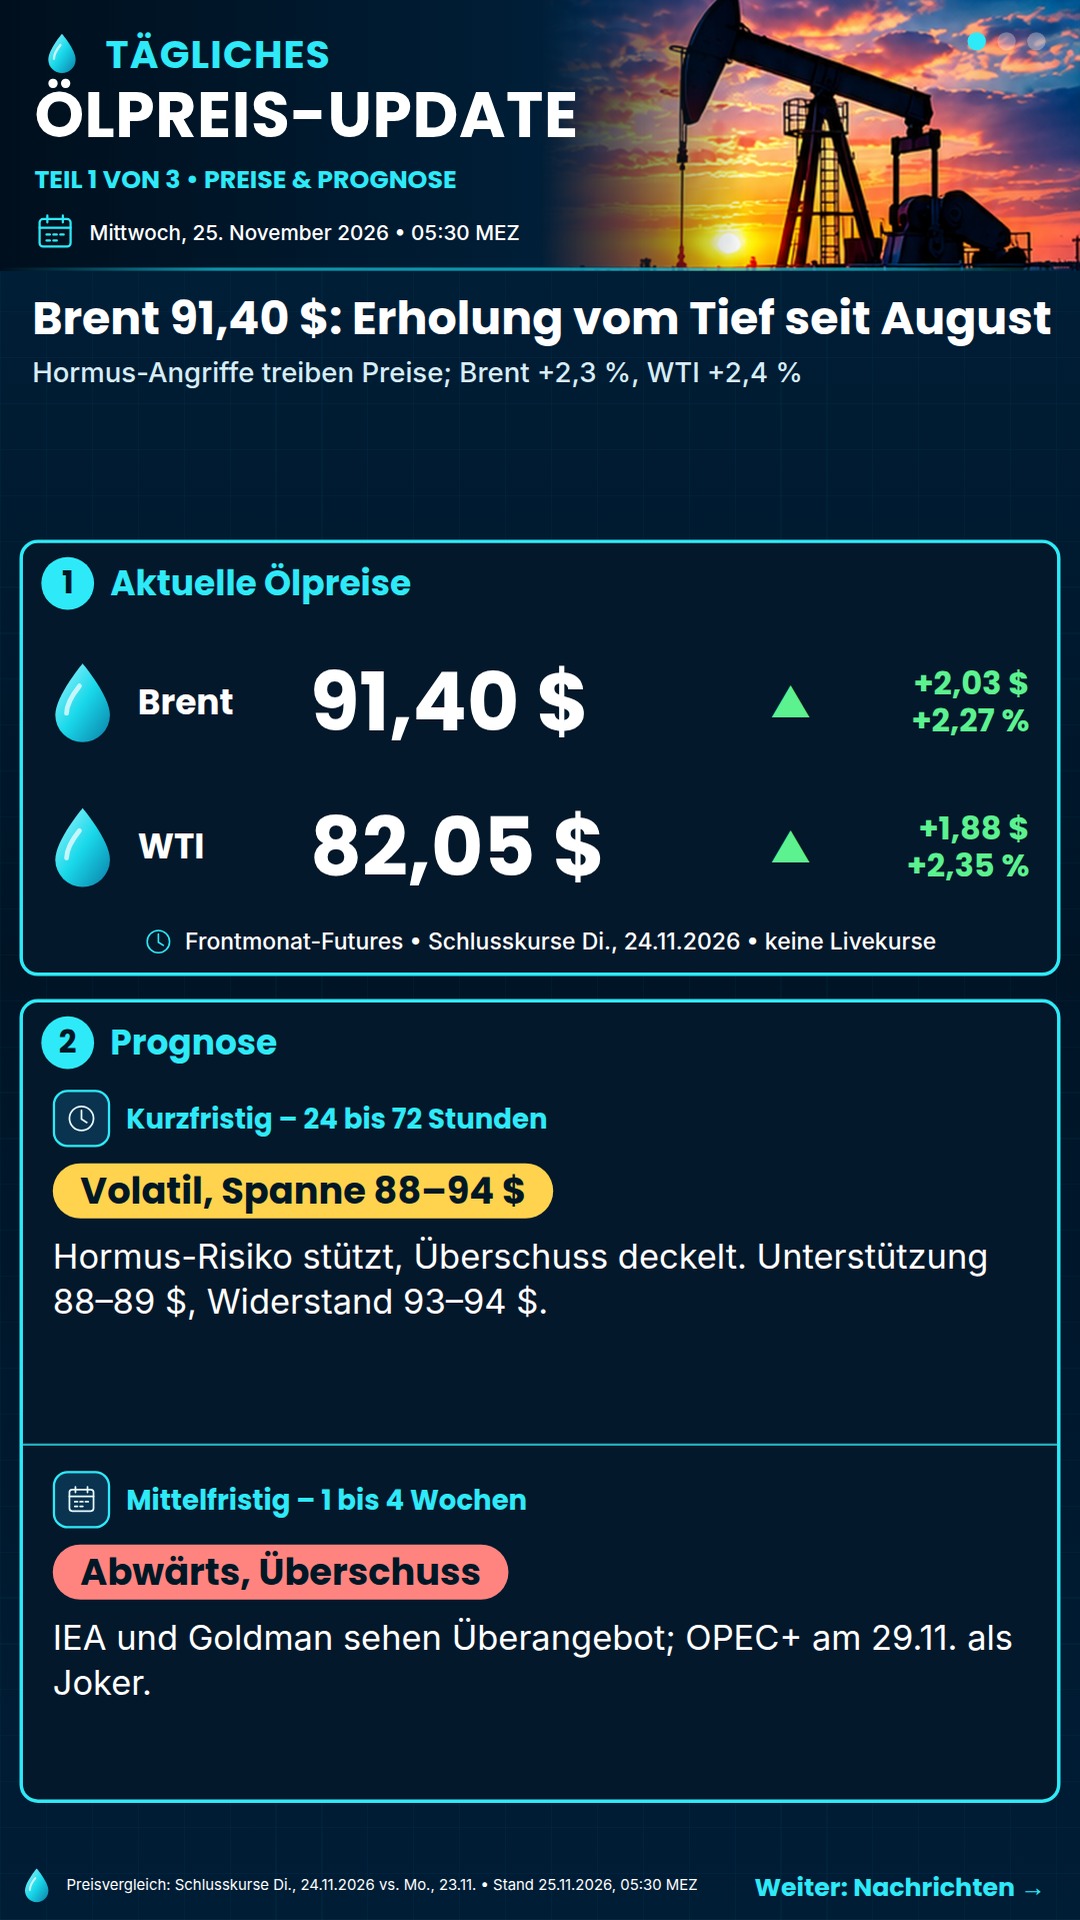 TÄGLICHES
ÖLPREIS-UPDATE
TEIL 1 VON 3 • PREISE & PROGNOSE
Mittwoch, 25. November 2026 • 05:30 MEZ
Brent 91,40 $: Erholung vom Tief seit August
Hormus-Angriffe treiben Preise; Brent +2,3 %, WTI +2,4 %
1 Aktuelle Ölpreise
Brent 91,40 $ ▲ +2,03 $
+2,27 %
WTI 82,05 $ ▲ +1,88 $
+2,35 %
Frontmonat-Futures • Schlusskurse Di., 24.11.2026 • keine Livekurse
2 Prognose
Kurzfristig – 24 bis 72 Stunden
Volatil, Spanne 88–94 $
Hormus-Risiko stützt, Überschuss deckelt. Unterstützung
88–89 $, Widerstand 93–94 $.
Mittelfristig – 1 bis 4 Wochen
Abwärts, Überschuss
IEA und Goldman sehen Überangebot; OPEC+ am 29.11. als
Joker.
Preisvergleich: Schlusskurse Di., 24.11.2026 vs. Mo., 23.11. • Stand 25.11.2026, 05:30 MEZ
Weiter: Nachrichten →